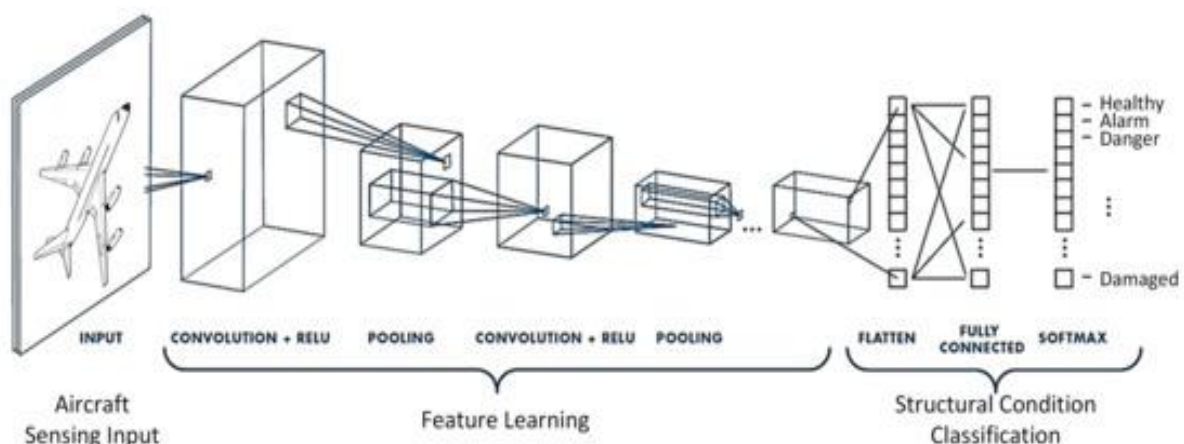 Healthy
Alarm
Danger
Damaged
INPUT
CONVOLUTION + RELU
POOLING
CONVOLUTION + RELU
POOLING
FLATTEN
FULLY
CONNECTED
SOFTMAX
Aircraft
Sensing Input
Feature Learning
Structural Condition
Classification